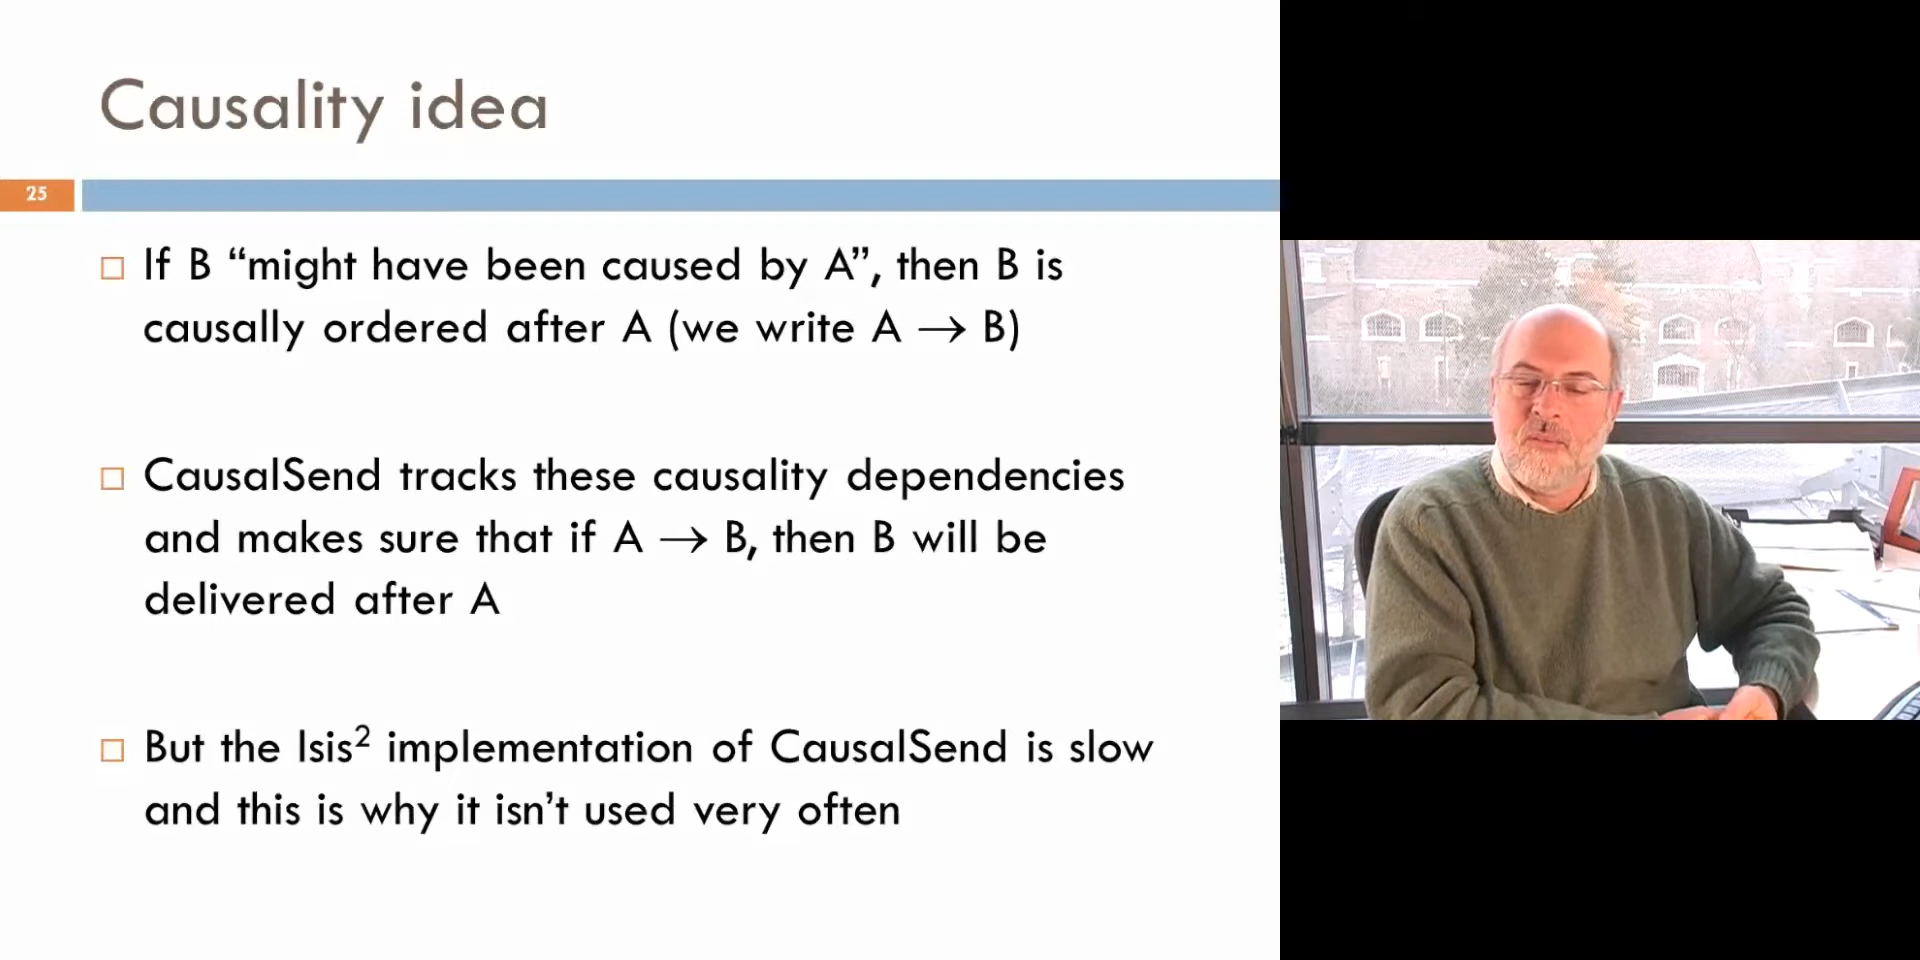 Causality idea
25
If B “might have been caused by A”, then B is
causally ordered after A (we write A → B)
CausalSend tracks these causality dependencies
and makes sure that if A → B, then B will be
delivered after A
But the Isis² implementation of CausalSend is slow
and this is why it isn’t used very often